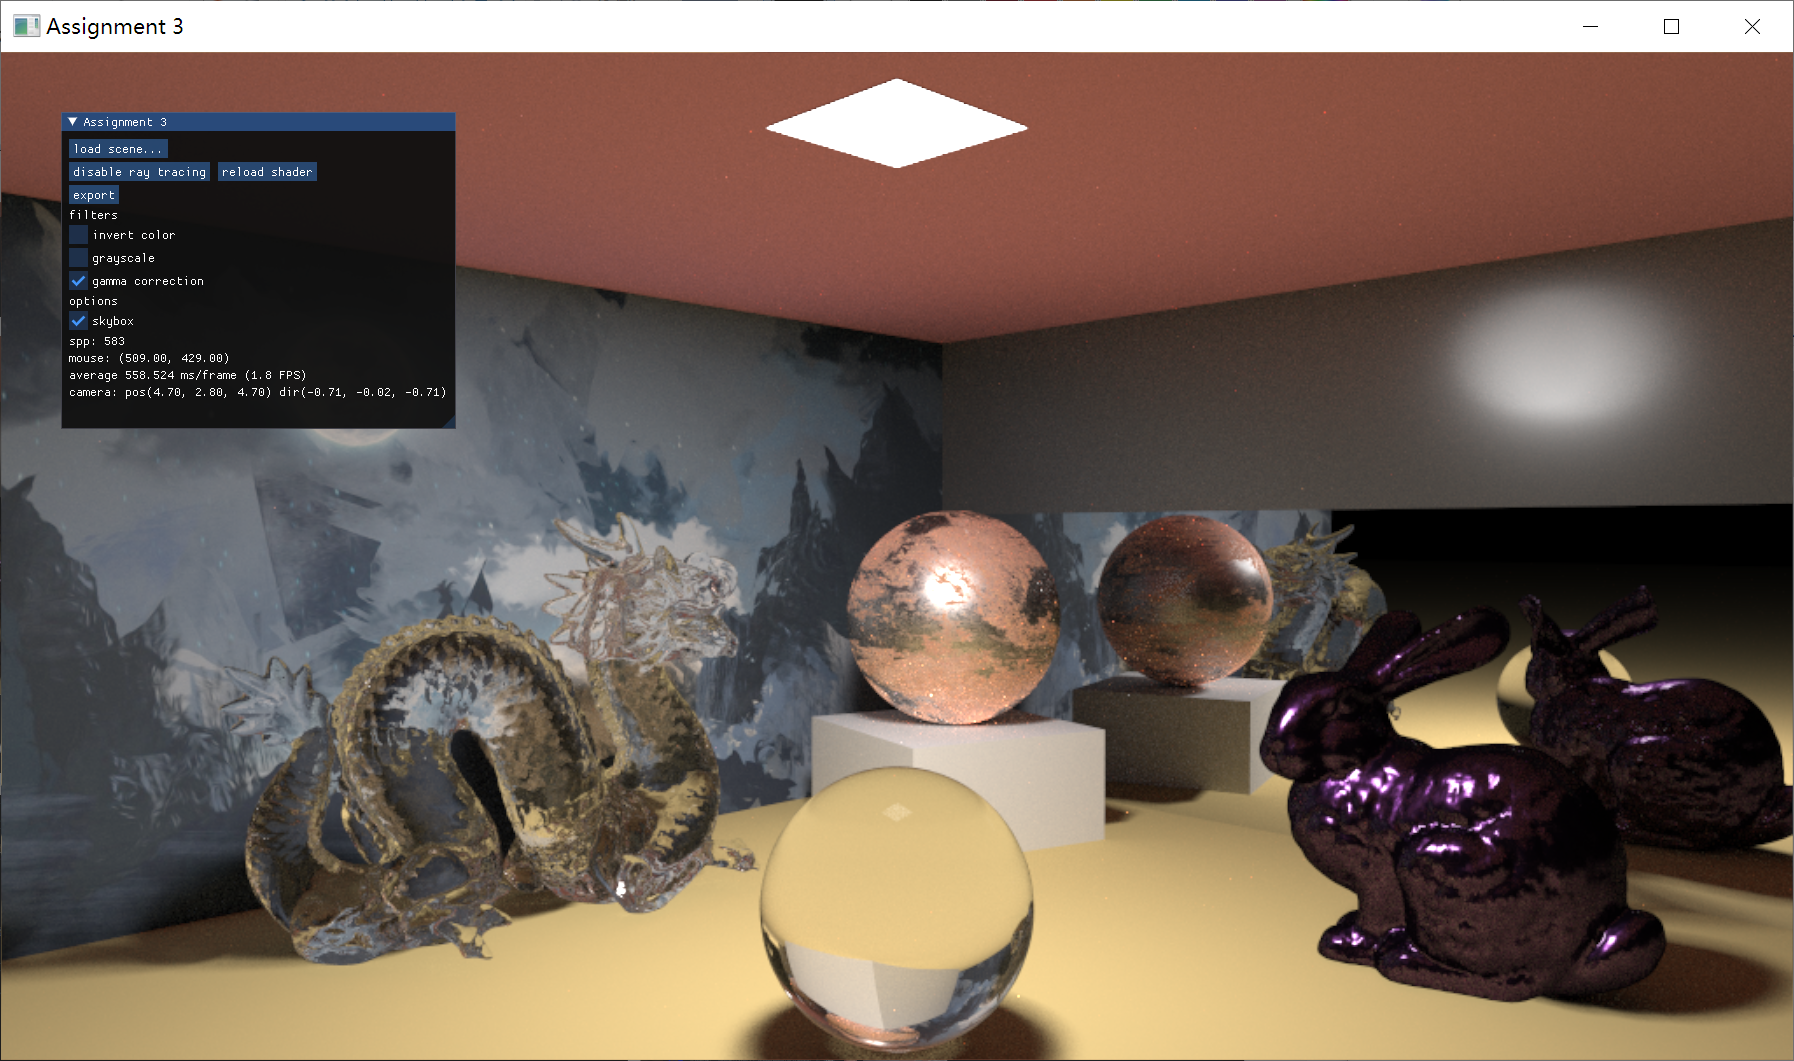 Assignment 3
Assignment 3
load scene...
disable ray tracing reload shader
export
filters
invert color
grayscale
gamma correction
options
skybox
spp: 583
mouse: (509.00, 429.00)
average 558.524 ms/frame (1.8 FPS)
camera: pos(4.70, 2.80, 4.70) dir(-0.71, -0.02, -0.71)